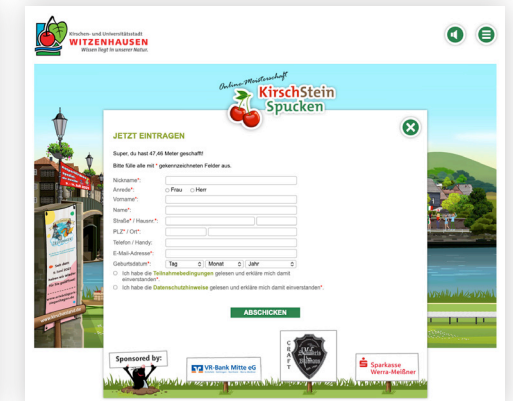 Kirschen- und Universitätsstadt
WITZENHAUSEN
Wissen liegt in unserer Natur.
Online-Meisterschaft
KirschStein
Spucken
JETZT EINTRAGEN
Super, du hast 47,46 Meter geschafft!
Bitte fülle alle mit * gekennzeichneten Felder aus.
Nickname*:
Anrede*: Frau Herr
Vorname*:
Name*:
Straße* / Hausnr.*:
PLZ* / Ort*:
Telefon / Handy:
E-Mail-Adresse*:
Geburtsdatum*: Tag Monat Jahr
Ich habe die Teilnahmebedingungen gelesen und erkläre mich damit
einverstanden*.
Ich habe die Datenschutzhinweise gelesen und erkläre mich damit einverstanden*.
ABSCHICKEN
Sponsored by:
VR-Bank Mitte eG
CRAFT
Sparkasse
Werra-Meißner